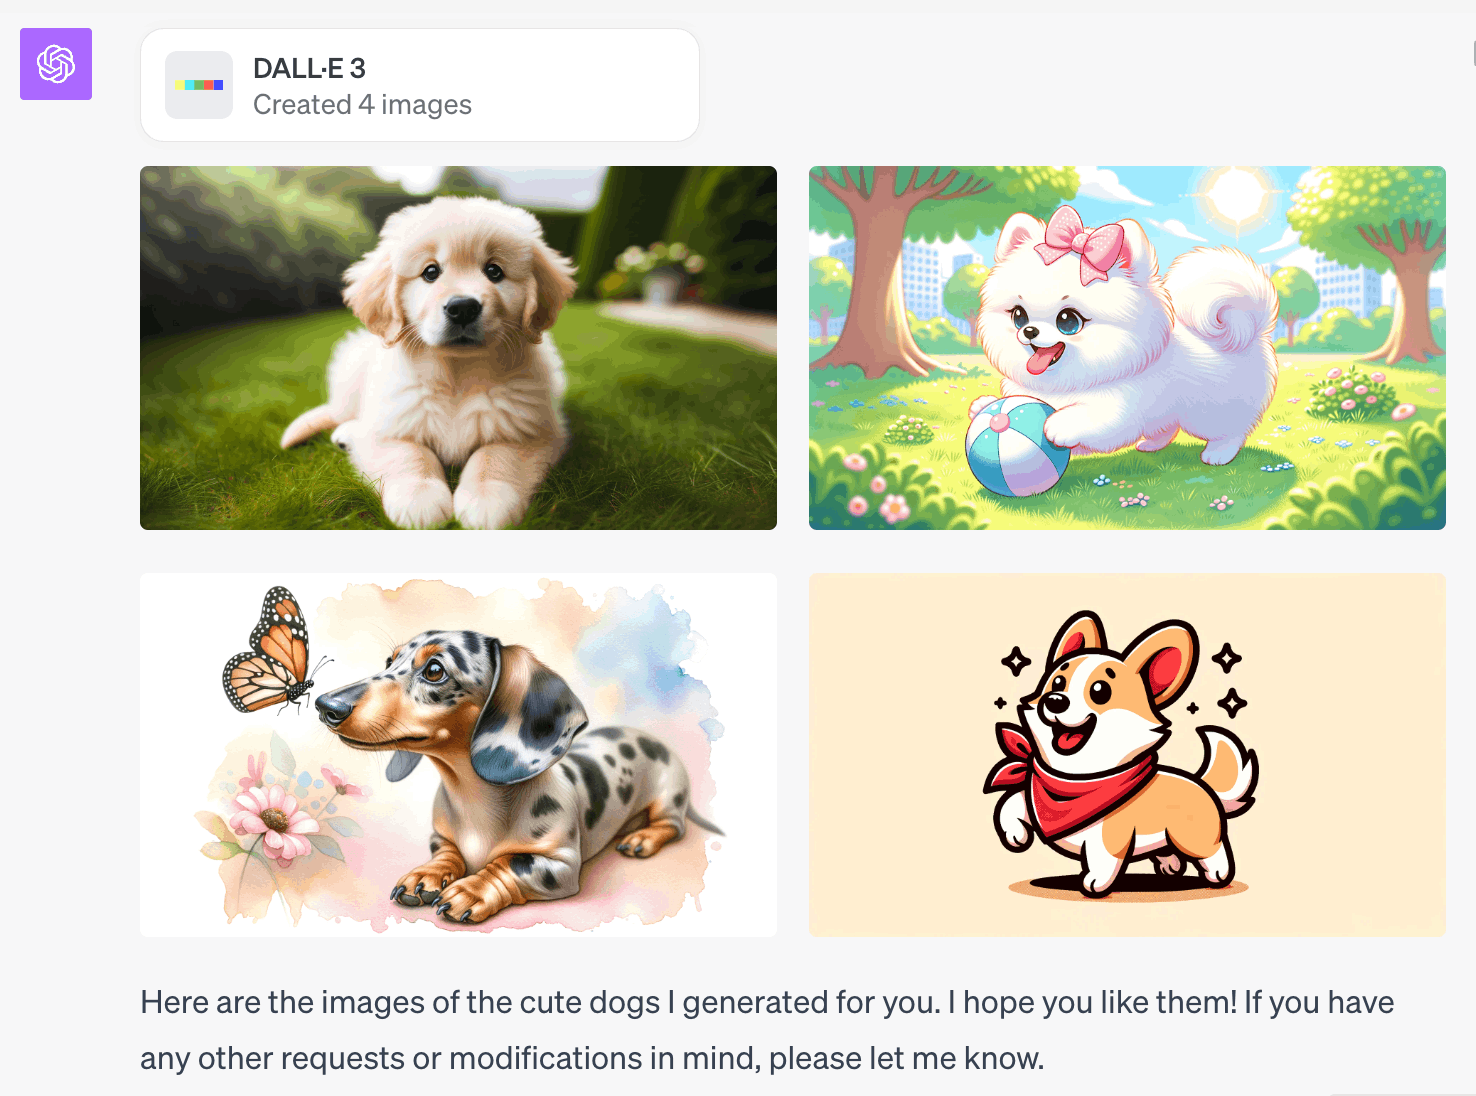 DALL·E 3
Created 4 images
Here are the images of the cute dogs I generated for you. I hope you like them! If you have
any other requests or modifications in mind, please let me know.